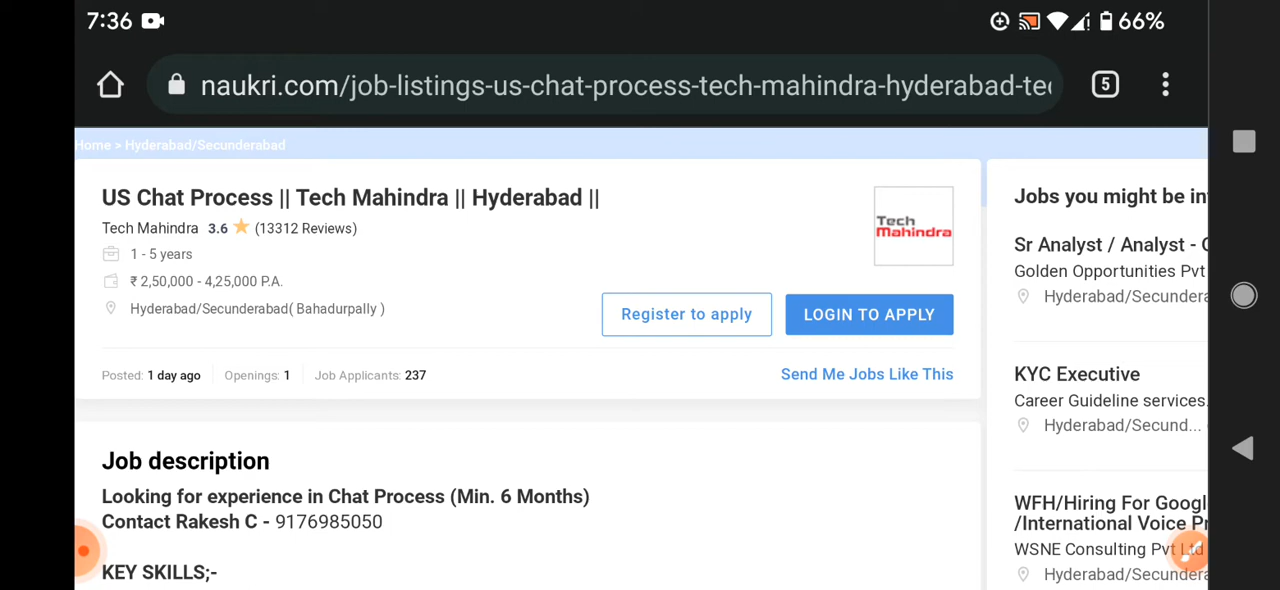 7:36
66%
naukri.com/job-listings-us-chat-process-tech-mahindra-hyderabad-tec
5
Home > Hyderabad/Secunderabad
US Chat Process || Tech Mahindra || Hyderabad ||
Tech Mahindra 3.6 (13312 Reviews)
1 - 5 years
₹ 2,50,000 - 4,25,000 P.A.
Hyderabad/Secunderabad( Bahadurpally )
Tech
Mahindra
Register to apply
LOGIN TO APPLY
Posted: 1 day ago Openings: 1 Job Applicants: 237
Send Me Jobs Like This
Job description
Looking for experience in Chat Process (Min. 6 Months)
Contact Rakesh C - 9176985050
KEY SKILLS;-
Jobs you might be in
Sr Analyst / Analyst -
Golden Opportunities Pvt
Hyderabad/Secundera
KYC Executive
Career Guideline services.
Hyderabad/Secund...
WFH/Hiring For Googl
/International Voice Pr
WSNE Consulting Pvt Ltd
Hyderabad/Secundera